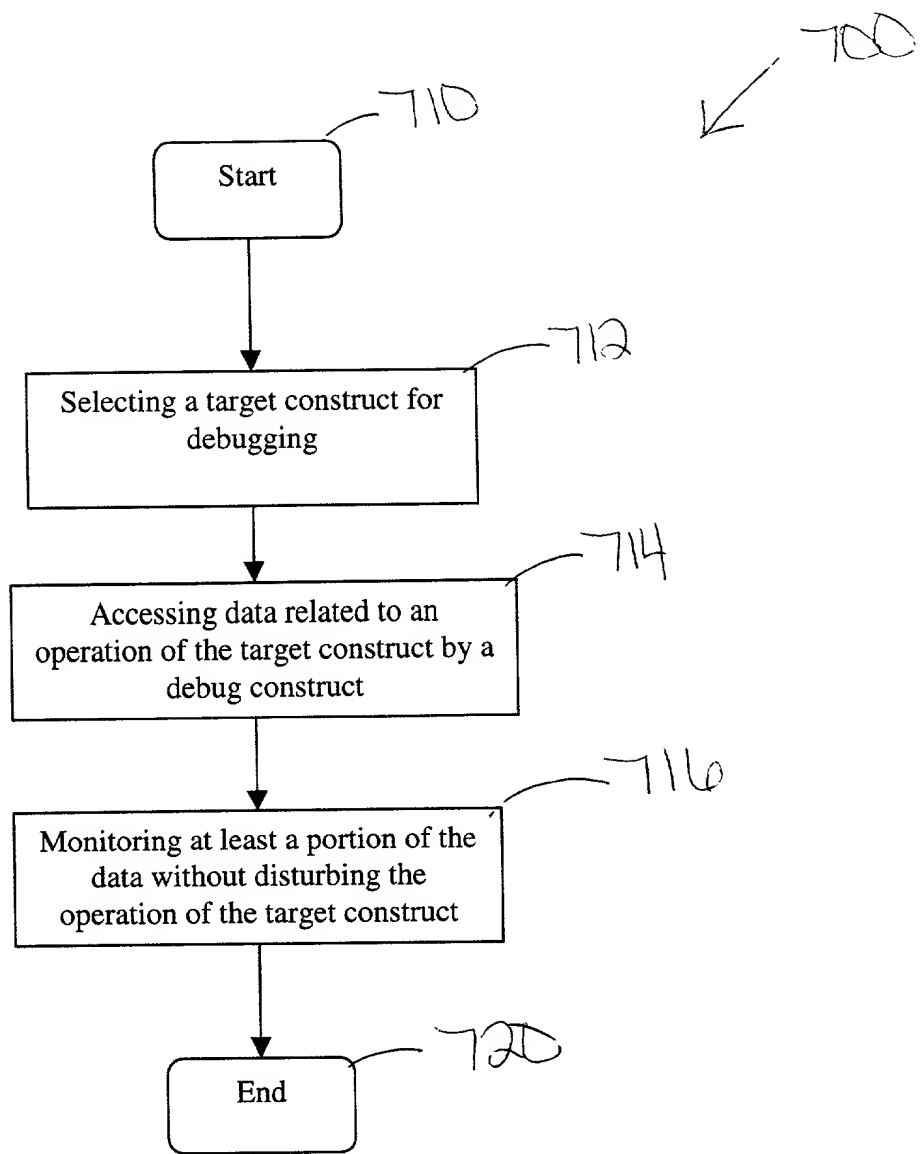 700
710
Start
712
Selecting a target construct for
debugging
714
Accessing data related to an
operation of the target construct by a
debug construct
716
Monitoring at least a portion of the
data without disturbing the
operation of the target construct
720
End